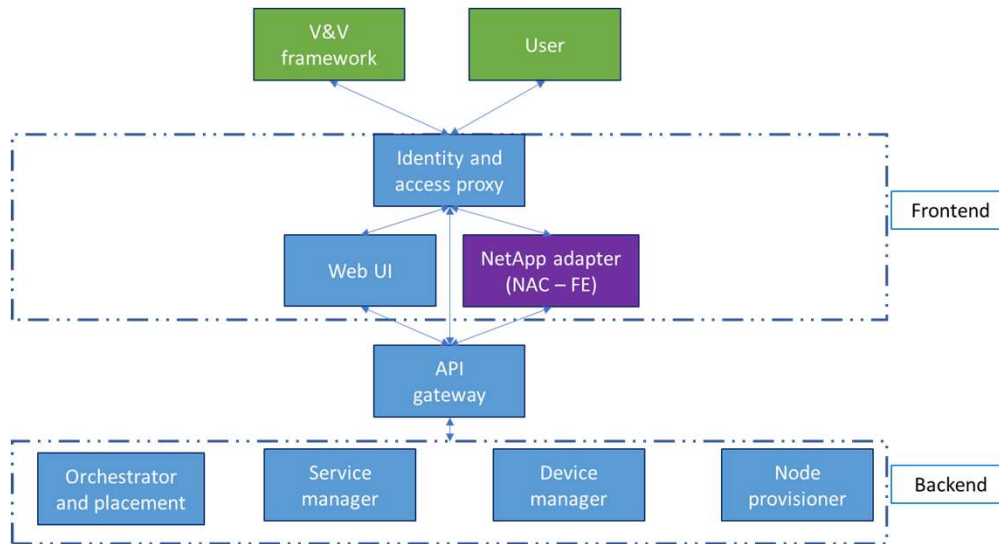 V&V
framework
User
Identity and
access proxy
Frontend
Web UI
NetApp adapter
(NAC – FE)
API
gateway
Orchestrator
and placement
Service
manager
Device
manager
Node
provisioner
Backend